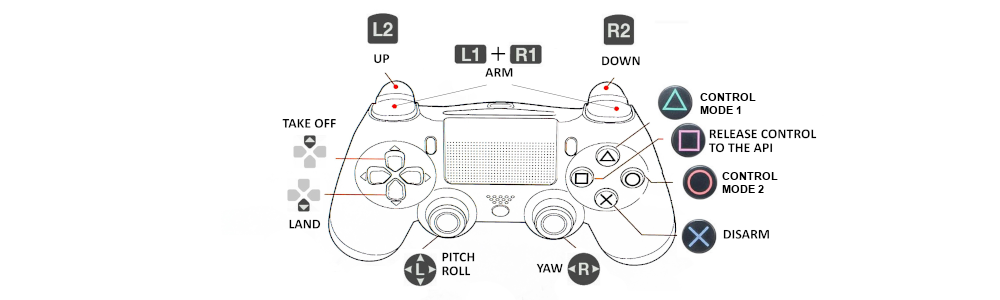 L2
UP
L1 + R1
ARM
R2
DOWN
CONTROL
MODE 1
RELEASE CONTROL
TO THE API
CONTROL
MODE 2
DISARM
TAKE OFF
LAND
L
PITCH
ROLL
YAW
R